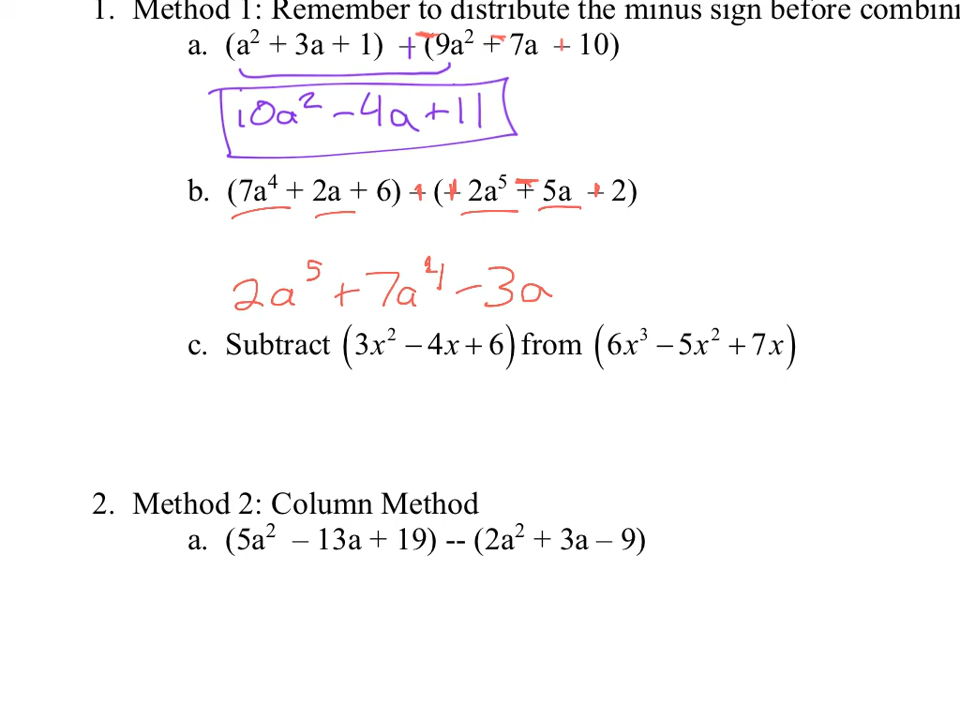 1. Method 1: Remember to distribute the minus sign before combini
a. (a² + 3a + 1) + (9a² − 7a + 10)
10a² − 4a + 11
b. (7a⁴ + 2a + 6) + (+ 2a⁵ − 5a + 2)
2a⁵ + 7a⁴ − 3a
c. Subtract (3x² − 4x + 6) from (6x³ − 5x² + 7x)
2. Method 2: Column Method
a. (5a² – 13a + 19) -- (2a² + 3a – 9)